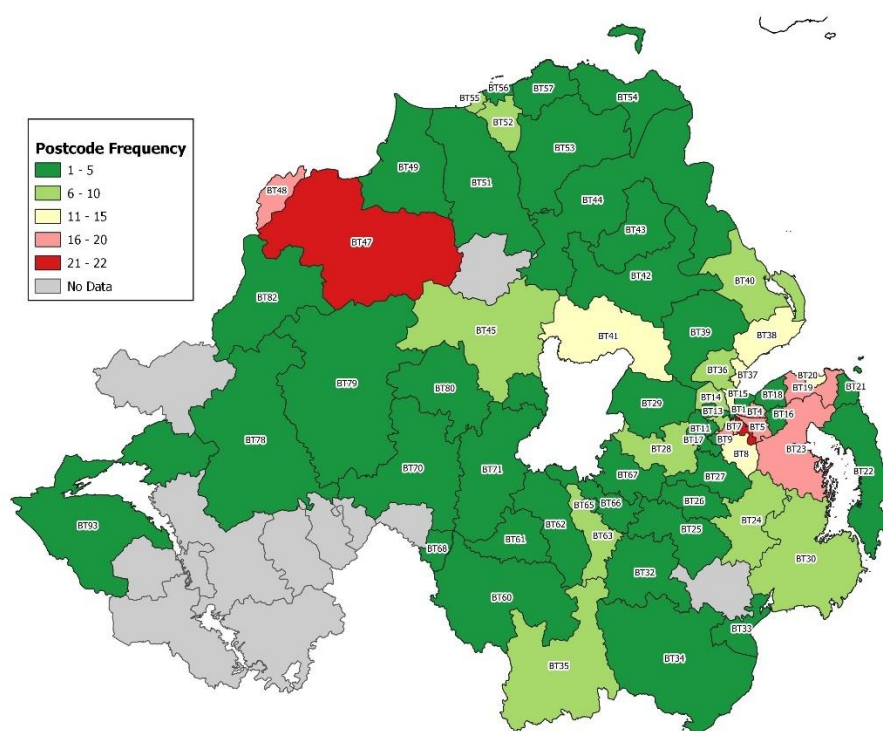 Postcode Frequency
1 - 5
6 - 10
11 - 15
16 - 20
21 - 22
No Data
BT56
BT57
BT55
BT54
BT52
BT53
BT49
BT51
BT48
BT44
BT43
BT47
BT42
BT82
BT40
BT45
BT41
BT39
BT38
BT36
BT37
BT20
BT79
BT80
BT19
BT21
BT14
BT15
BT18
BT29
BT13
BT1
BT4
BT16
BT11
BT7
BT5
BT78
BT17
BT9
BT28
BT8
BT23
BT22
BT70
BT71
BT67
BT27
BT66
BT26
BT65
BT24
BT25
BT62
BT63
BT61
BT68
BT93
BT30
BT32
BT60
BT33
BT35
BT34